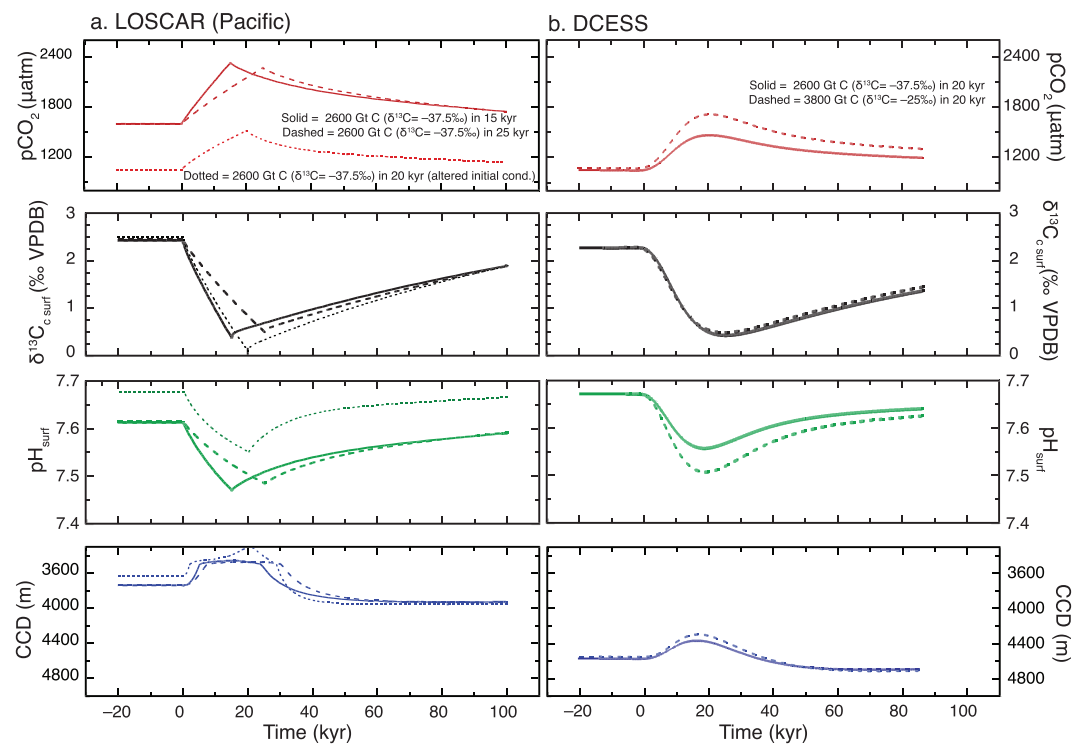 a. LOSCAR (Pacific)
b. DCESS
2400
1800
1200
pCO2 (µatm)
Solid = 2600 Gt C (δ13C= –37.5‰) in 15 kyr
Dashed = 2600 Gt C (δ13C= –37.5‰) in 25 kyr
Dotted = 2600 Gt C (δ13C= –37.5‰) in 20 kyr (altered initial cond.)
Solid = 2600 Gt C (δ13C= –37.5‰) in 20 kyr
Dashed = 3800 Gt C (δ13C= –25‰) in 20 kyr
2400
1800
1200
pCO2 (µatm)
3
2
1
0
δ13Cc surf (‰ VPDB)
3
2
1
0
δ13Cc surf (‰ VPDB)
7.7
7.6
7.5
7.4
pHsurf
7.7
7.6
7.5
7.4
pHsurf
3600
4000
4400
4800
CCD (m)
3600
4000
4400
4800
CCD (m)
–20 0 20 40 60 80 100
–20 0 20 40 60 80 100
Time (kyr)
Time (kyr)